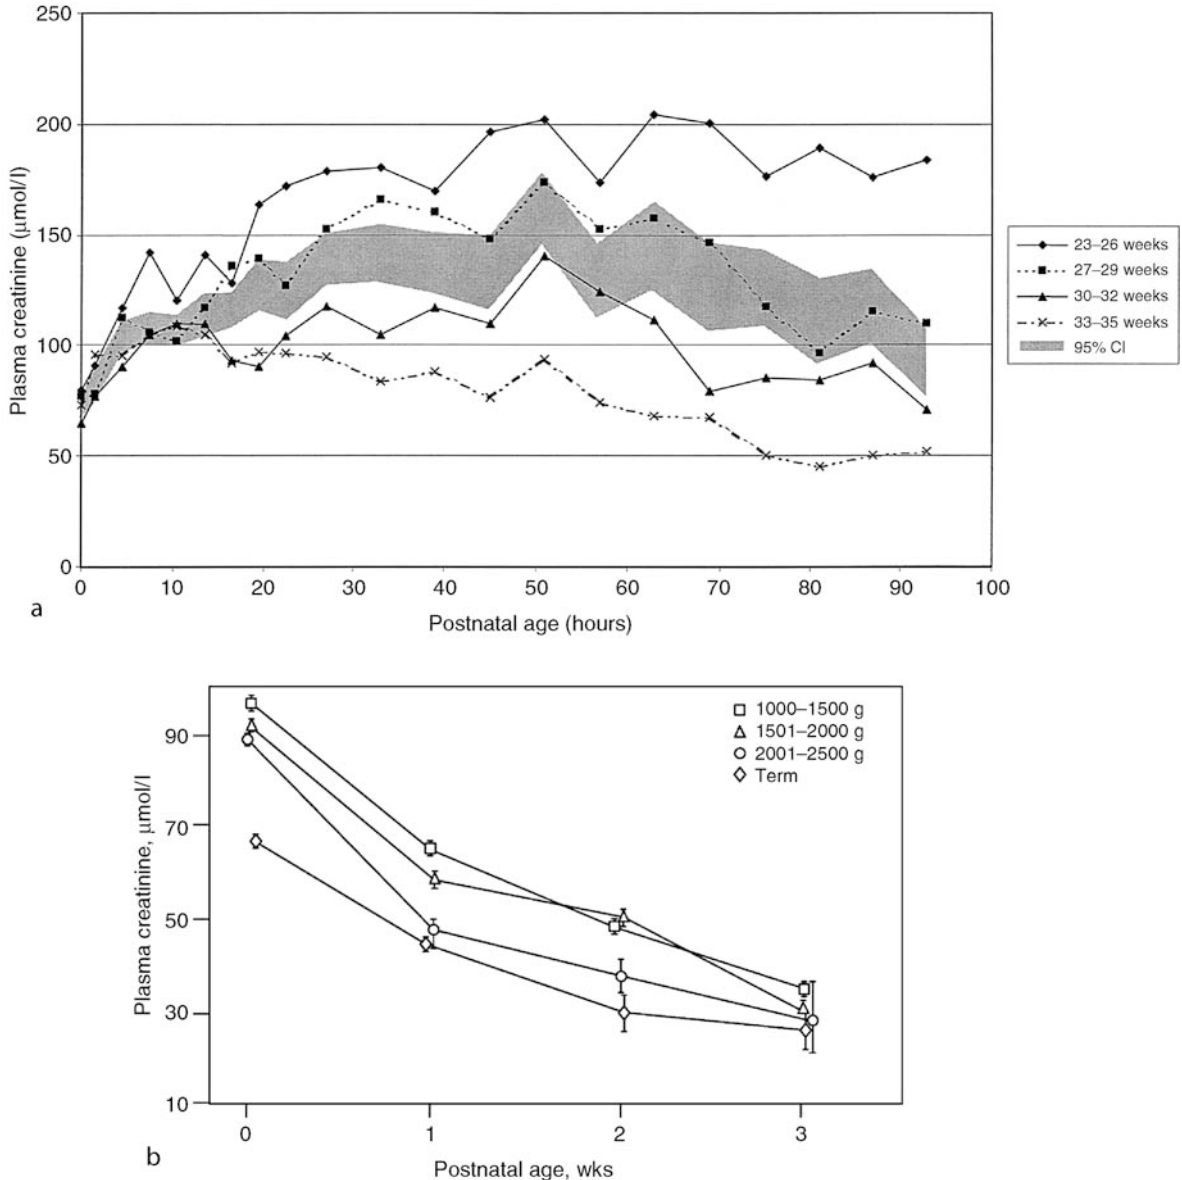 250
200
150
100
50
0
Plasma creatinine (μmol/l)
0 10 20 30 40 50 60 70 80 90 100
Postnatal age (hours)
23–26 weeks
27–29 weeks
30–32 weeks
33–35 weeks
95% CI
a
90
70
50
30
10
Plasma creatinine, μmol/l
1000–1500 g
1501–2000 g
2001–2500 g
Term
0 1 2 3
Postnatal age, wks
b